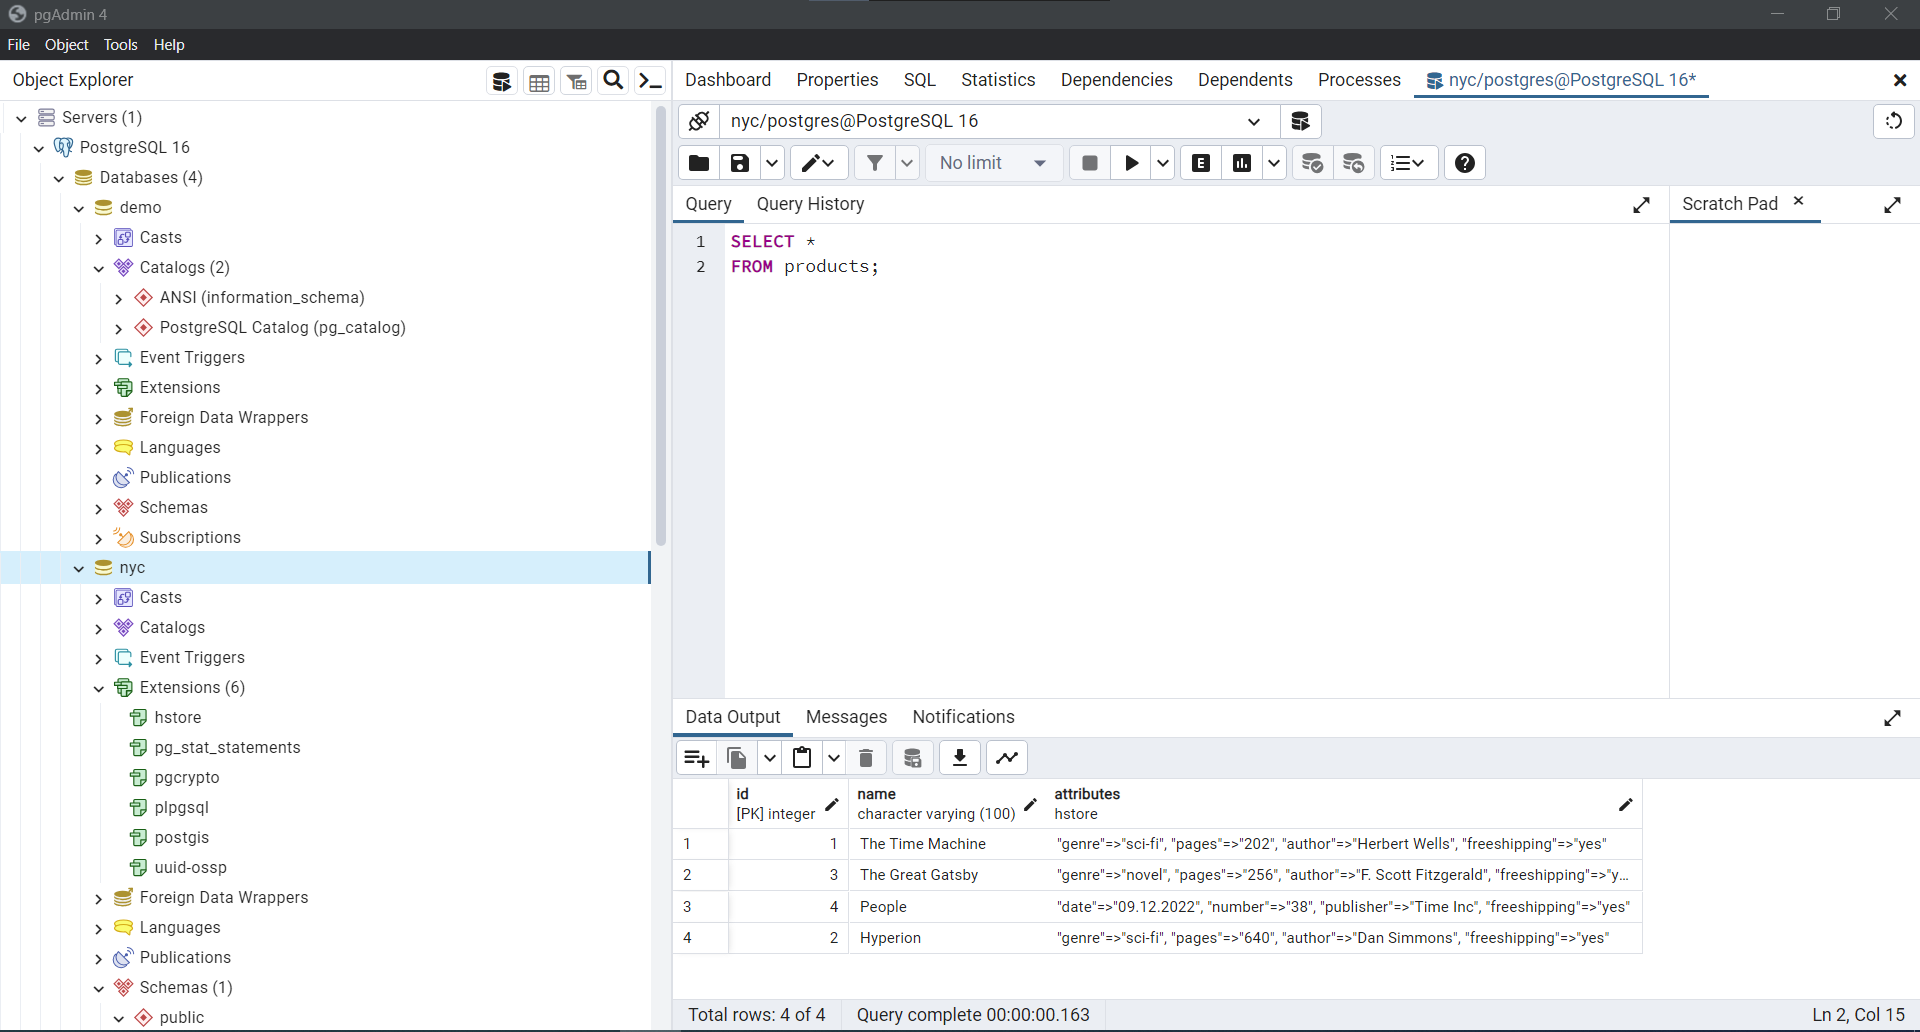 pgAdmin 4
File Object Tools Help
Object Explorer
Servers (1)
PostgreSQL 16
Databases (4)
demo
Casts
Catalogs (2)
ANSI (information_schema)
PostgreSQL Catalog (pg_catalog)
Event Triggers
Extensions
Foreign Data Wrappers
Languages
Publications
Schemas
Subscriptions
nyc
Casts
Catalogs
Event Triggers
Extensions (6)
hstore
pg_stat_statements
pgcrypto
plpgsql
postgis
uuid-ossp
Foreign Data Wrappers
Languages
Publications
Schemas (1)
public
Dashboard Properties SQL Statistics Dependencies Dependents Processes nyc/postgres@PostgreSQL 16*
nyc/postgres@PostgreSQL 16
No limit E
Query Query History Scratch Pad
1 SELECT *
2 FROM products;
Data Output Messages Notifications
id name attributes
[PK] integer character varying (100) hstore
1 1 The Time Machine "genre"=>"sci-fi", "pages"=>"202", "author"=>"Herbert Wells", "freeshipping"=>"yes"
2 3 The Great Gatsby "genre"=>"novel", "pages"=>"256", "author"=>"F. Scott Fitzgerald", "freeshipping"=>"y...
3 4 People "date"=>"09.12.2022", "number"=>"38", "publisher"=>"Time Inc", "freeshipping"=>"yes"
4 2 Hyperion "genre"=>"sci-fi", "pages"=>"640", "author"=>"Dan Simmons", "freeshipping"=>"yes"
Total rows: 4 of 4 Query complete 00:00:00.163 Ln 2, Col 15